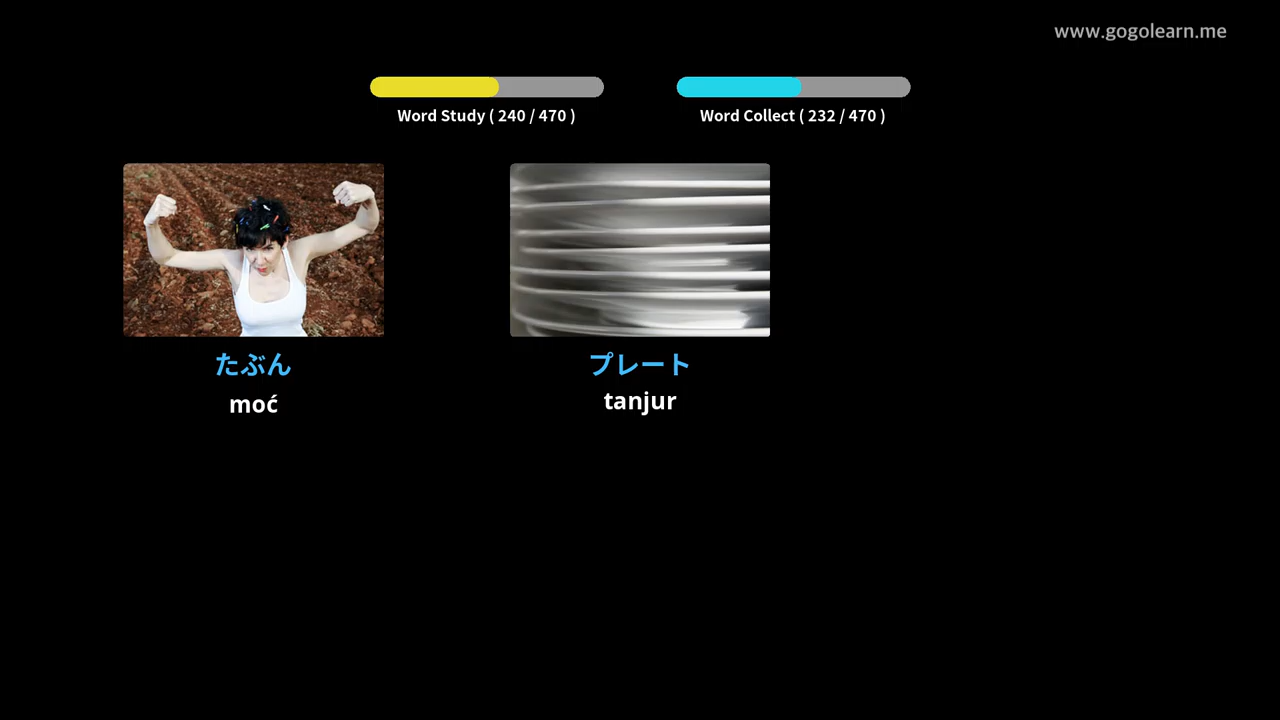 www.gogolearn.me
Word Study ( 240 / 470 )
Word Collect ( 232 / 470 )
たぶん
moć
プレート
tanjur